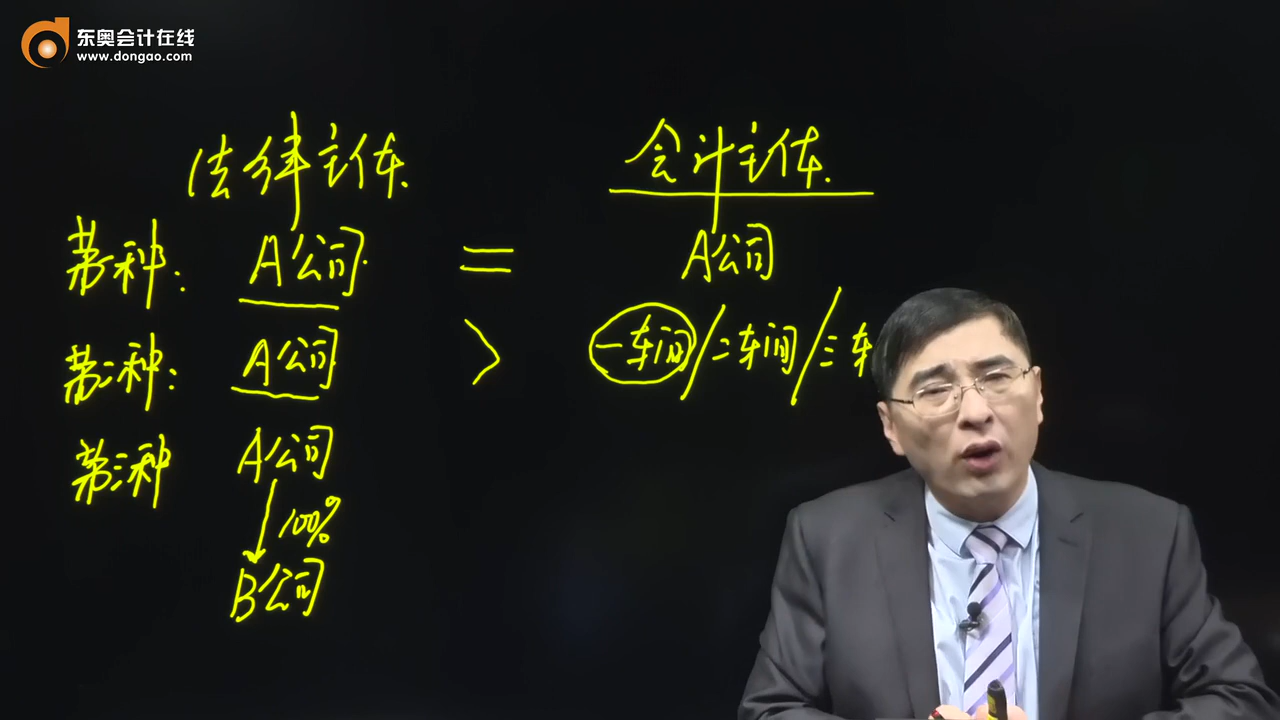 东奥会计在线
www.dongao.com
法律主体 会计主体
第一种: A公司 = A公司
第二种: A公司 > 一车间/二车间/三车
第三种 A公司
100%
B公司